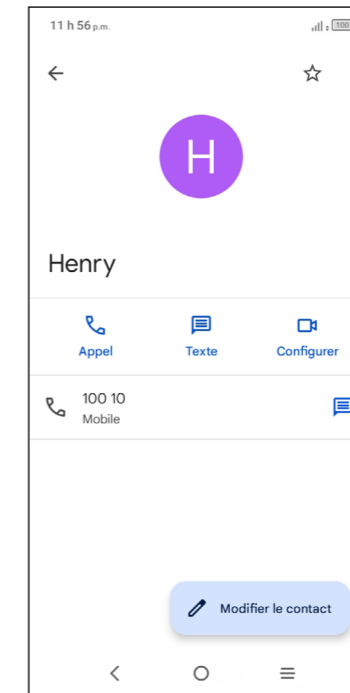 11 h 56 p.m.
100
H
Henry
Appel
Texte
Configurer
100 10
Mobile
Modifier le contact